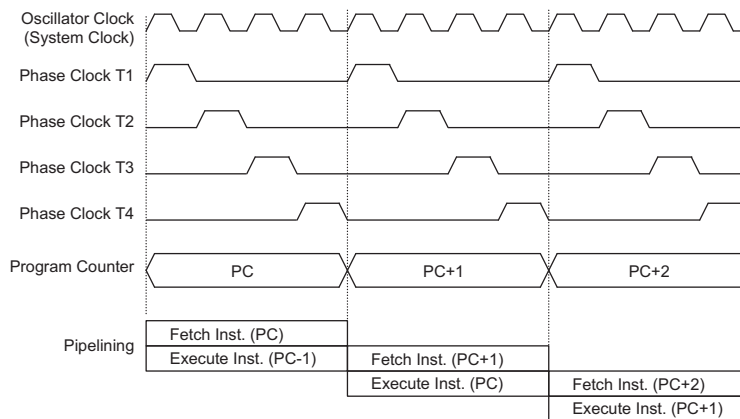 Oscillator Clock
(System Clock)
Phase Clock T1
Phase Clock T2
Phase Clock T3
Phase Clock T4
Program Counter
PC
PC+1
PC+2
Pipelining
Fetch Inst. (PC)
Execute Inst. (PC-1)
Fetch Inst. (PC+1)
Execute Inst. (PC)
Fetch Inst. (PC+2)
Execute Inst. (PC+1)